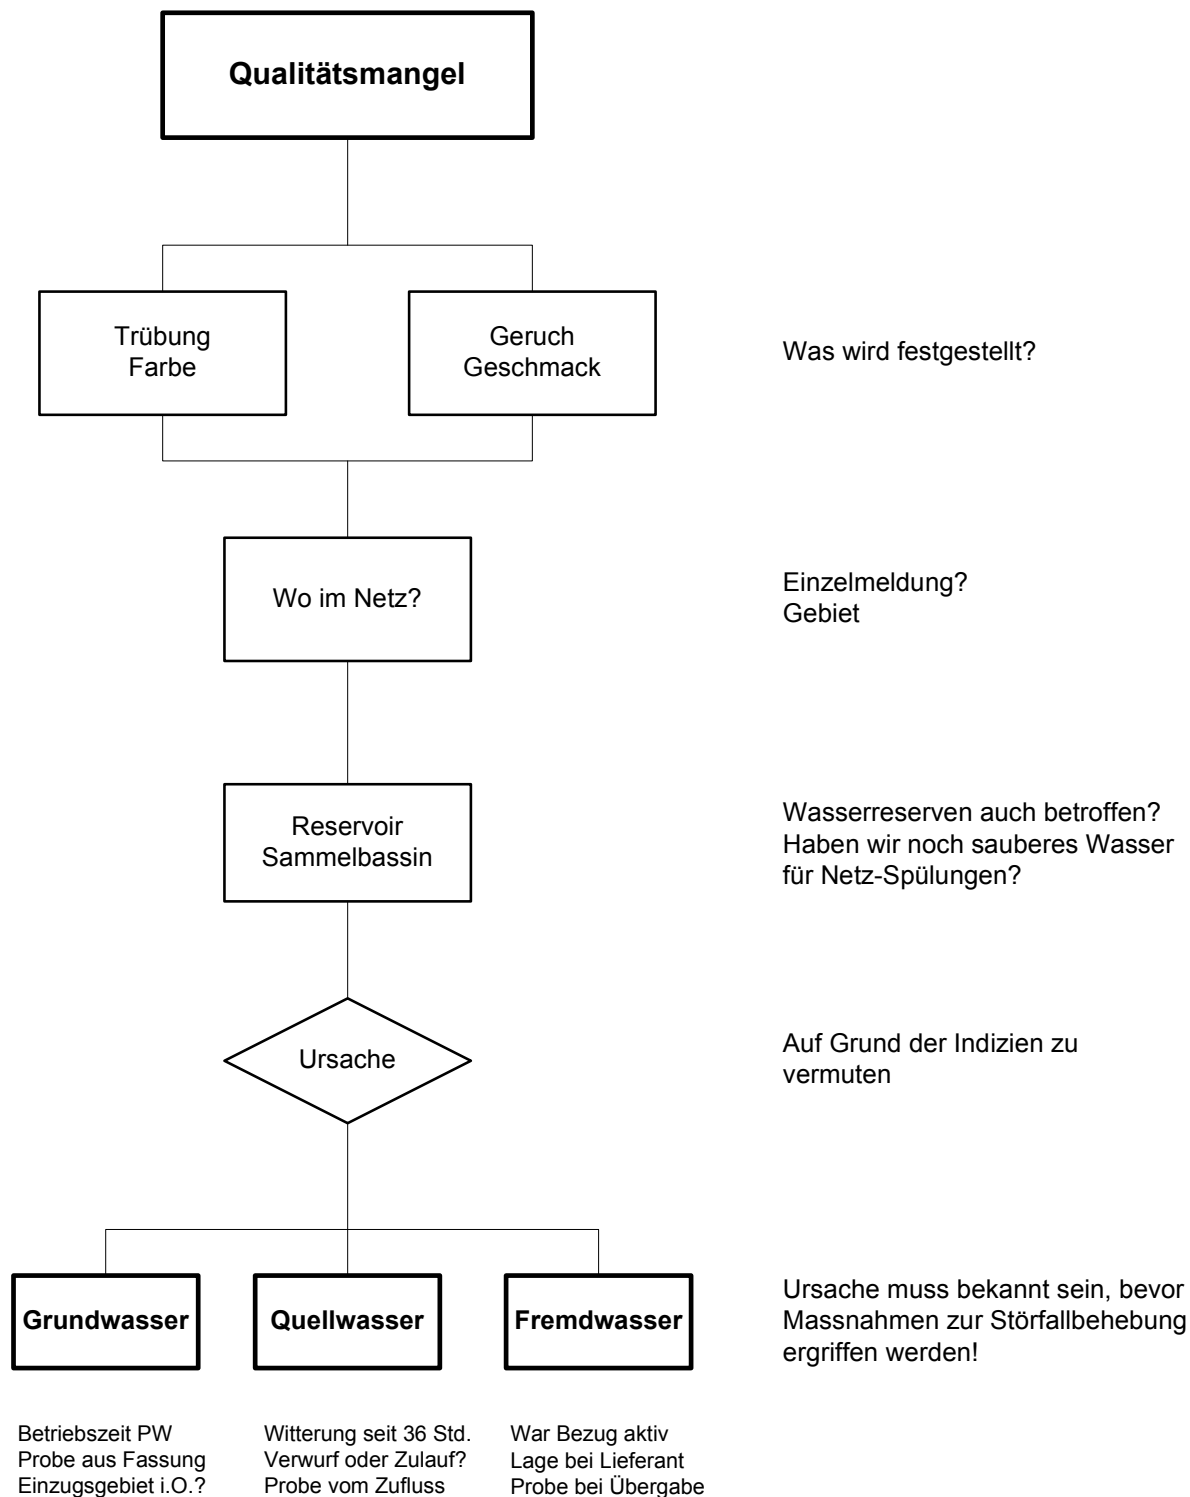 Qualitätsmangel
Trübung
Farbe
Geruch
Geschmack
Was wird festgestellt?
Wo im Netz?
Einzelmeldung?
Gebiet
Reservoir
Sammelbassin
Wasserreserven auch betroffen?
Haben wir noch sauberes Wasser
für Netz-Spülungen?
Ursache
Auf Grund der Indizien zu
vermuten
Grundwasser
Quellwasser
Fremdwasser
Ursache muss bekannt sein, bevor
Massnahmen zur Störfallbehebung
ergriffen werden!
Betriebszeit PW
Probe aus Fassung
Einzugsgebiet i.O.?
Witterung seit 36 Std.
Verwurf oder Zulauf?
Probe vom Zufluss
War Bezug aktiv
Lage bei Lieferant
Probe bei Übergabe